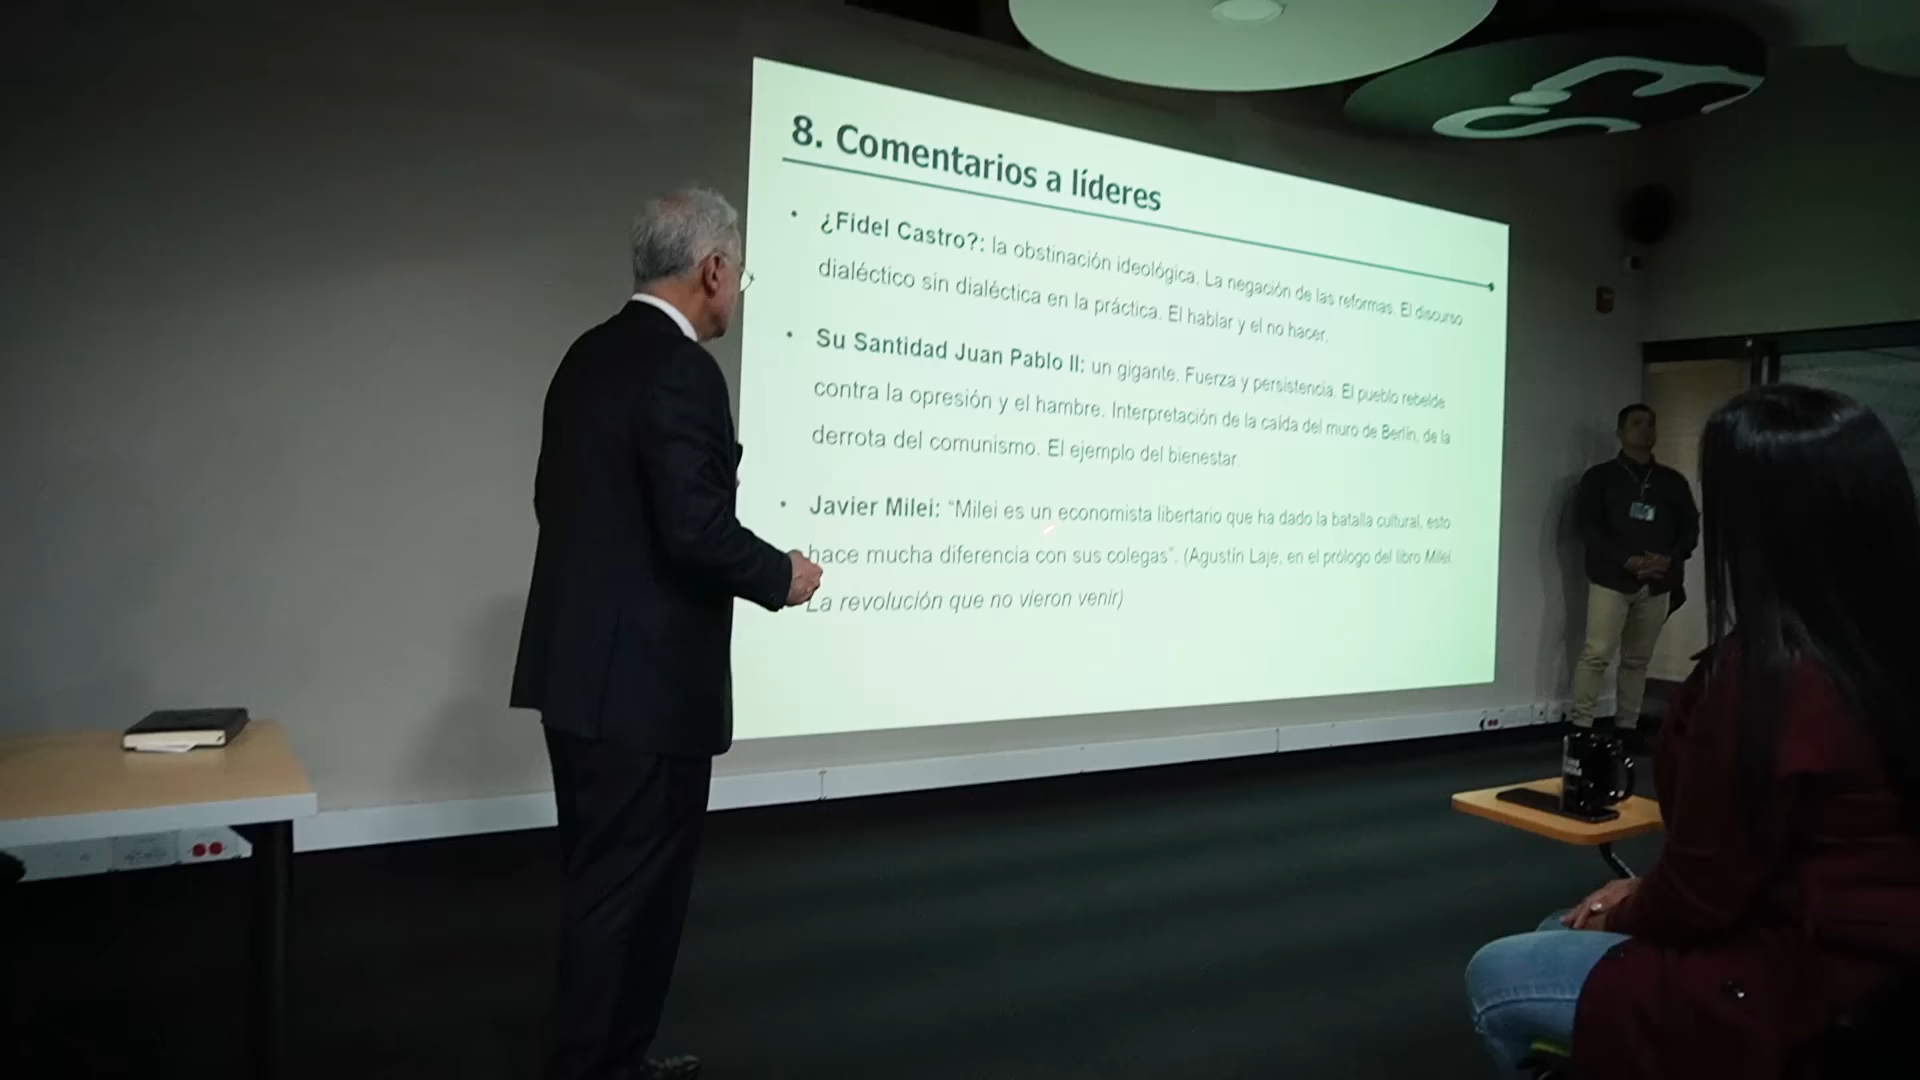 8. Comentarios a líderes
• ¿Fidel Castro?: la obstinación ideológica. La negación de las reformas. El discurso
dialéctico sin dialéctica en la práctica. El hablar y el no hacer.
• Su Santidad Juan Pablo II: un gigante. Fuerza y persistencia. El pueblo rebelde
contra la opresión y el hambre. Interpretación de la caída del muro de Berlín, de la
derrota del comunismo. El ejemplo del bienestar.
• Javier Milei: “Milei es un economista libertario que ha dado la batalla cultural, esto
hace mucha diferencia con sus colegas”. (Agustín Laje, en el prólogo del libro Milei.
La revolución que no vieron venir)